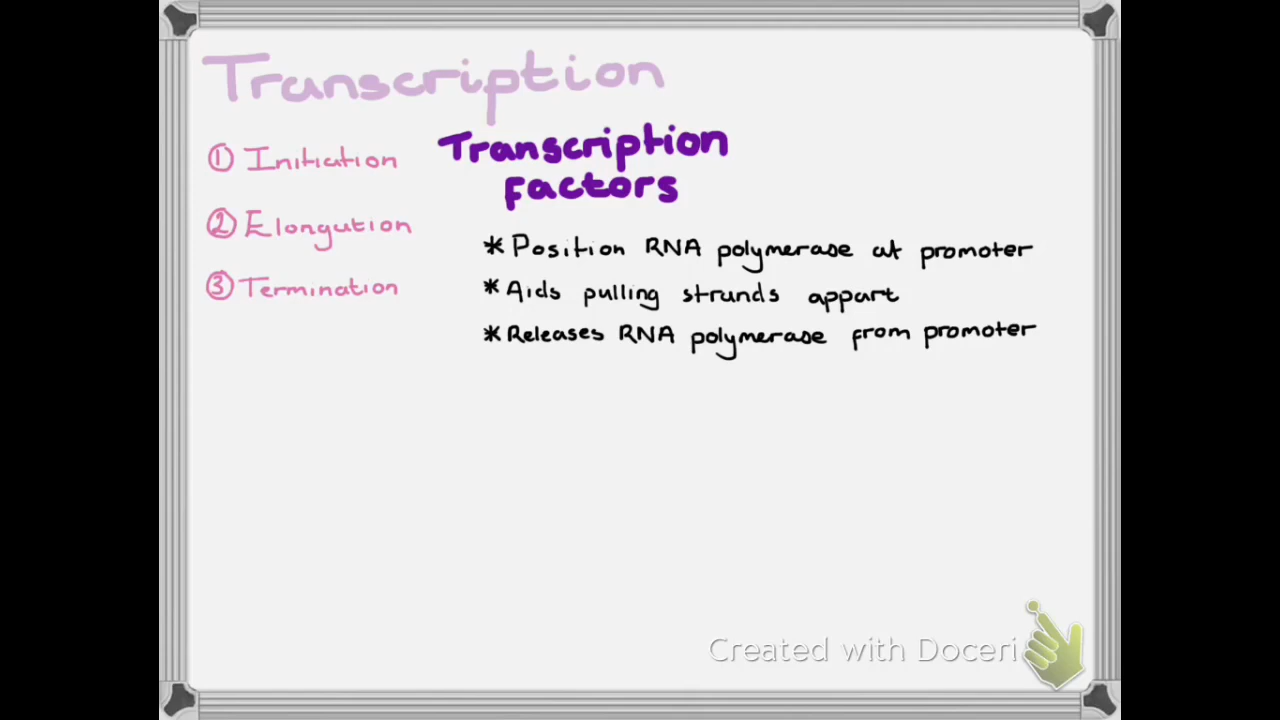 Transcription
① Initiation
② Elongation
③ Termination
Transcription
factors
* Position RNA polymerase at promoter
* Aids pulling strands appart
* Releases RNA polymerase from promoter
Created with Doceri